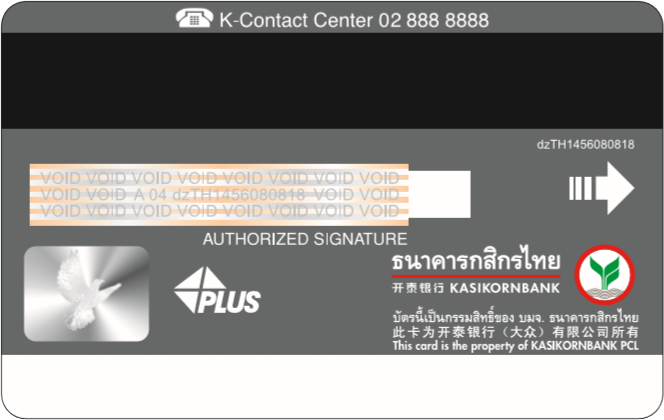 K-Contact Center 02 888 8888
dzTH1456080818
VOID VOID VOID VOID VOID VOID VOID VOID
VOID VOID A 04 dzTH1456080818 VOID VOID
VOID VOID VOID VOID VOID VOID VOID VOID
AUTHORIZED SIGNATURE
PLUS
ธนาคารกสิกรไทย
开泰银行 KASIKORNBANK
บัตรนี้เป็นกรรมสิทธิ์ของ บมจ. ธนาคารกสิกรไทย
此卡为开泰银行（大众）有限公司所有
This card is the property of KASIKORNBANK PCL